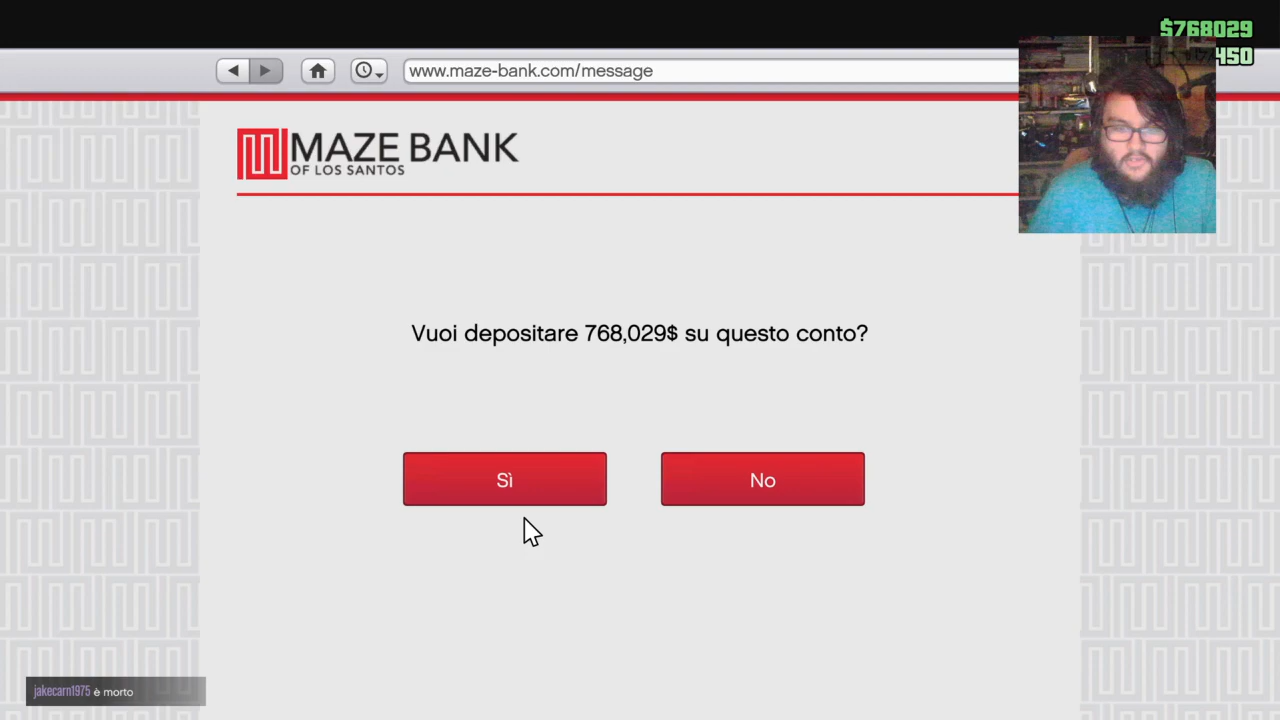 $768029
450
www.maze-bank.com/message
MAZE BANK
OF LOS SANTOS
Vuoi depositare 768,029$ su questo conto?
Sì
No
jakecarn1975 è morto